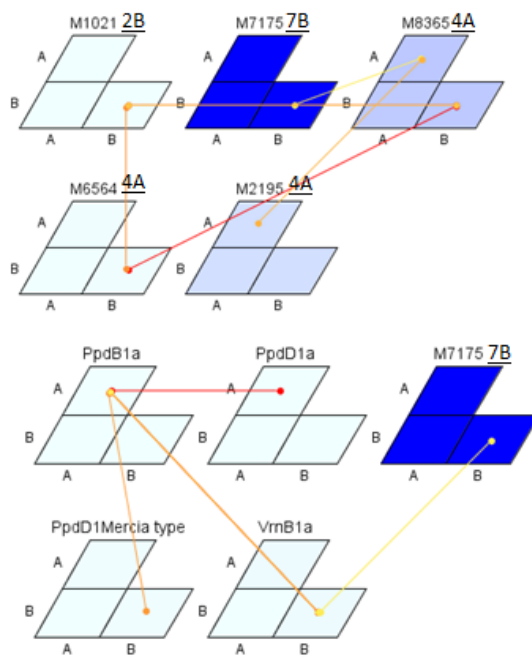 M1021 2B M7175 7B M8365 4A
A A
B B B
A B A B A B
M6564 4A M2195 4A
A A
B B
A B A B
PpdB1a PpdD1a M7175 7B
A A A
B B B
A B A B A B
PpdD1Mercia type VrnB1a
A A
B B
A B A B